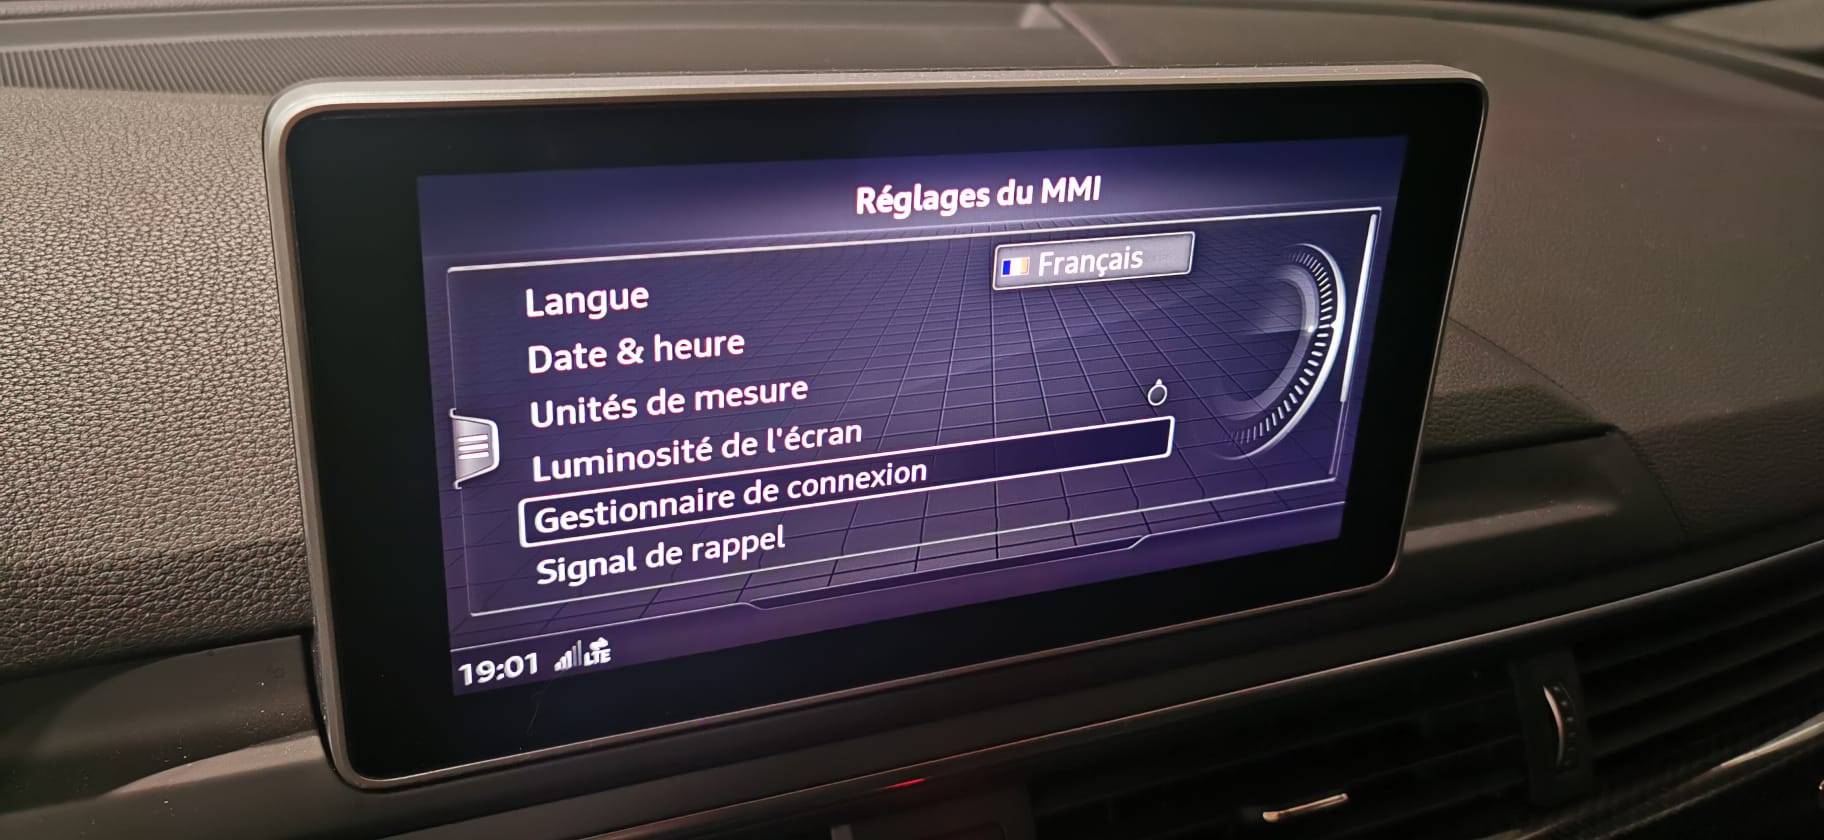 Réglages du MMI
Langue
Français
Date & heure
Unités de mesure
Luminosité de l'écran
Gestionnaire de connexion
Signal de rappel
19:01 LTE